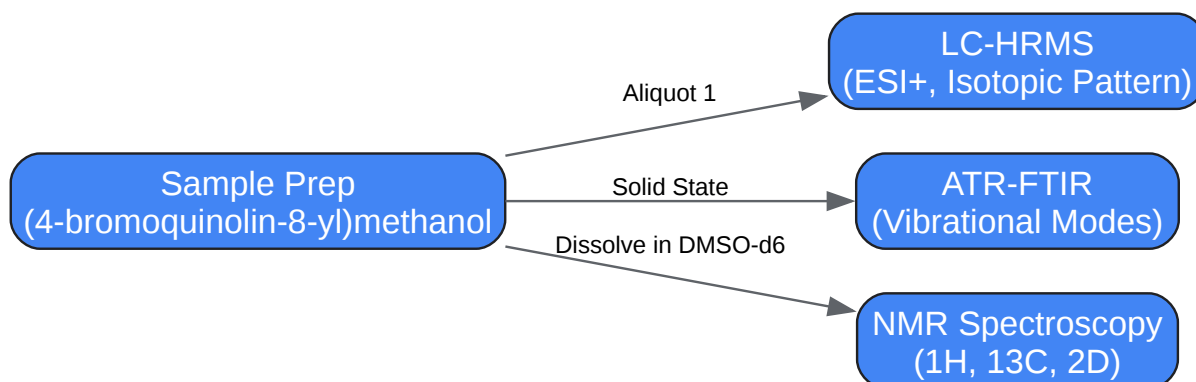 LC-HRMS
(ESI+, Isotopic Pattern)
Aliquot 1
Sample Prep
(4-bromoquinolin-8-yl)methanol
Solid State
ATR-FTIR
(Vibrational Modes)
Dissolve in DMSO-d6
NMR Spectroscopy
(1H, 13C, 2D)